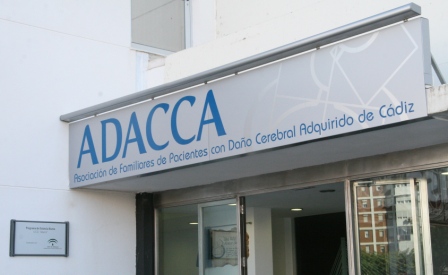 ADACCA
Asociación de Familiares de Pacientes con Daño Cerebral Adquirido de Cádiz